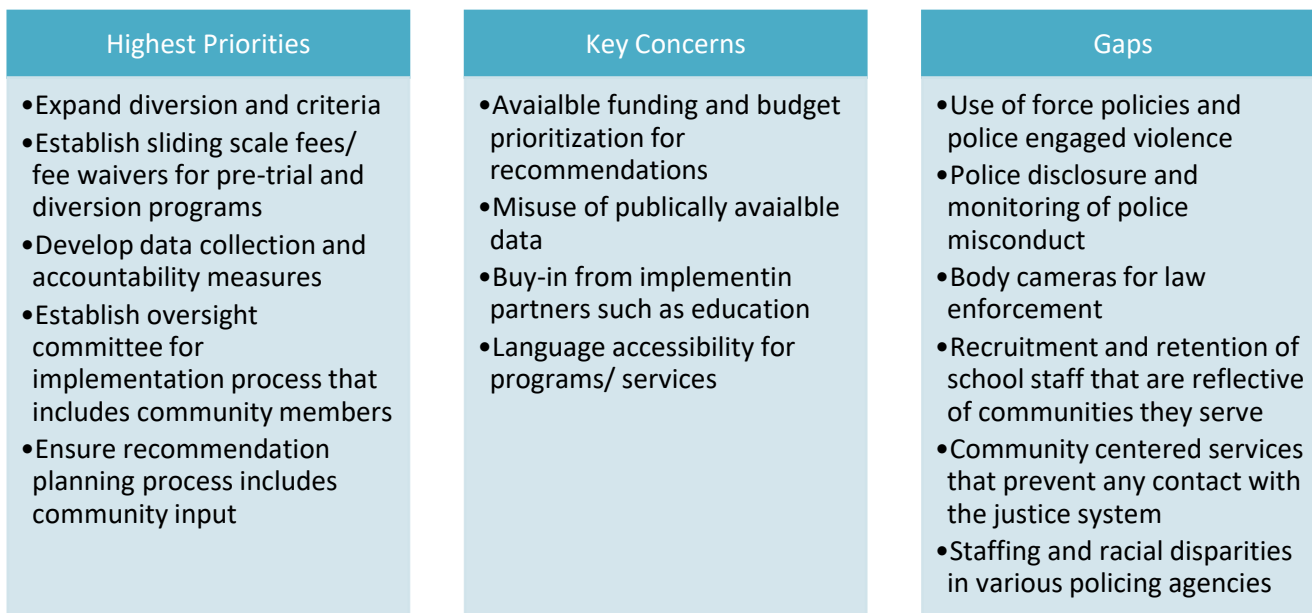 Highest Priorities
•Expand diversion and criteria
•Establish sliding scale fees/
fee waivers for pre-trial and
diversion programs
•Develop data collection and
accountability measures
•Establish oversight
committee for
implementation process that
includes community members
•Ensure recommendation
planning process includes
community input
Key Concerns
•Avaialble funding and budget
prioritization for
recommendations
•Misuse of publically avaialble
data
•Buy-in from implementin
partners such as education
•Language accessibility for
programs/ services
Gaps
•Use of force policies and
police engaged violence
•Police disclosure and
monitoring of police
misconduct
•Body cameras for law
enforcement
•Recruitment and retention of
school staff that are reflective
of communities they serve
•Community centered services
that prevent any contact with
the justice system
•Staffing and racial disparities
in various policing agencies